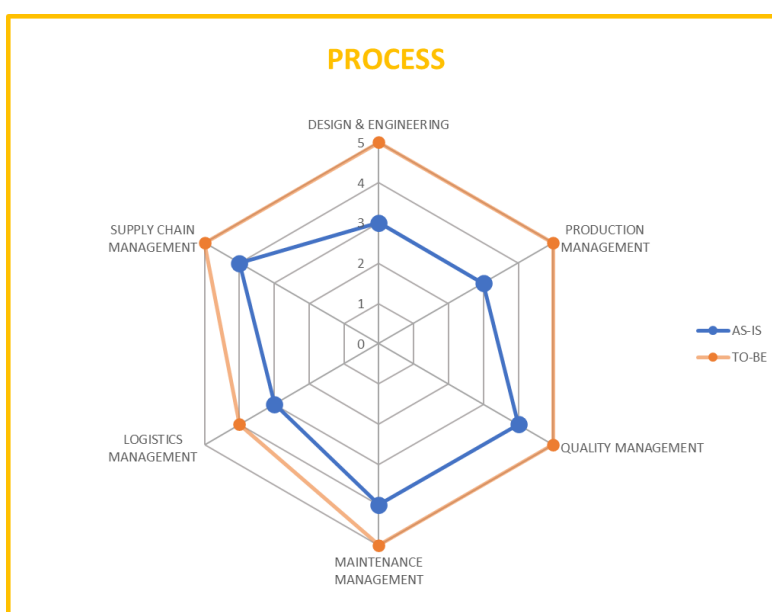 PROCESS
DESIGN & ENGINEERING
5
4
3
2
1
0
PRODUCTION
MANAGEMENT
QUALITY MANAGEMENT
MAINTENANCE
MANAGEMENT
LOGISTICS
MANAGEMENT
SUPPLY CHAIN
MANAGEMENT
AS-IS
TO-BE